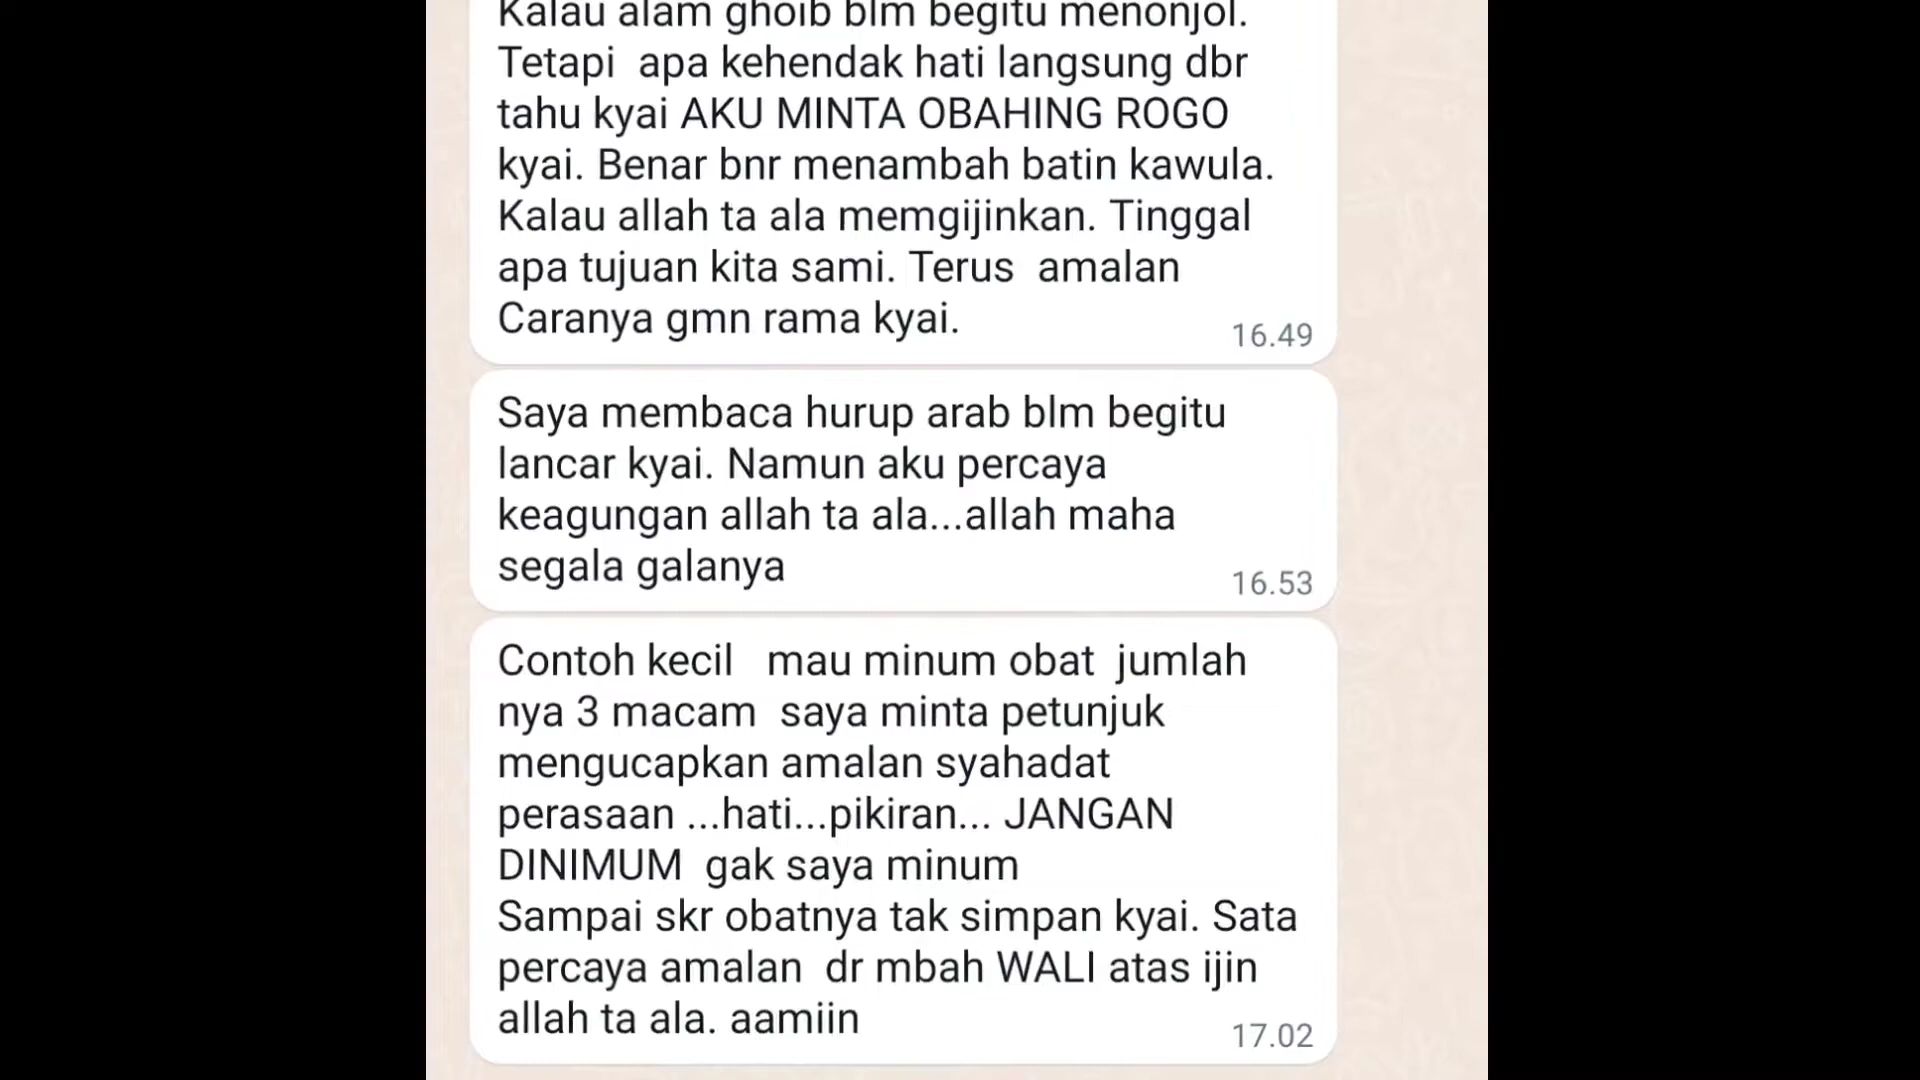 Kalau alam ghoib blm begitu menonjol.
Tetapi apa kehendak hati langsung dbr
tahu kyai AKU MINTA OBAHING ROGO
kyai. Benar bnr menambah batin kawula.
Kalau allah ta ala memgijinkan. Tinggal
apa tujuan kita sami. Terus amalan
Caranya gmn rama kyai.
16.49
Saya membaca hurup arab blm begitu
lancar kyai. Namun aku percaya
keagungan allah ta ala...allah maha
segala galanya
16.53
Contoh kecil mau minum obat jumlah
nya 3 macam saya minta petunjuk
mengucapkan amalan syahadat
perasaan ...hati...pikiran... JANGAN
DINIMUM gak saya minum
Sampai skr obatnya tak simpan kyai. Sata
percaya amalan dr mbah WALI atas ijin
allah ta ala. aamiin
17.02